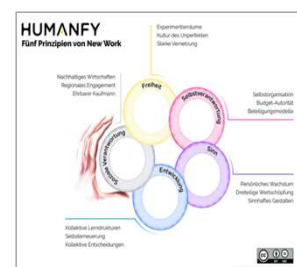 HUMANFY
Fünf Prinzipien von New Work
Experimentierräume
Kultur des Unperfekten
Starke Vernetzung
Freiheit
Nachhaltiges Wirtschaften
Regionales Engagement
Ehrbarer Kaufmann
Selbstverantwortung
Selbstorganisation
Budget-Autorität
Beteiligungsmodelle
Soziale Verantwortung
Sinn
Persönliches Wachstum
Dreiteilige Wertschöpfung
Sinnhaftes Gestalten
Entwicklung
Kollektive Lernstrukturen
Selbsterneuerung
Kollektive Entscheidungen